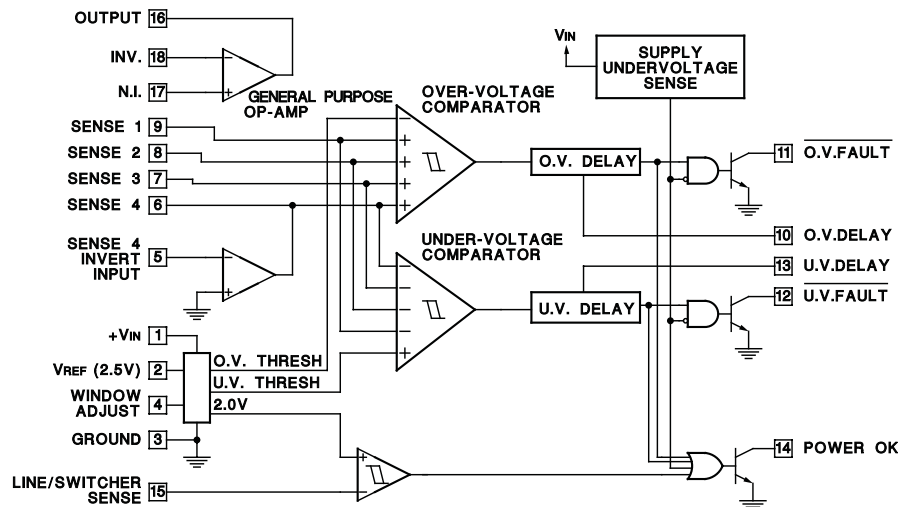 OUTPUT 16
INV. 18
N.I. 17
GENERAL PURPOSE
OP-AMP
SENSE 1 9
SENSE 2 8
SENSE 3 7
SENSE 4 6
SENSE 4
INVERT
INPUT
5
+VIN 1
VREF (2.5V) 2
WINDOW
ADJUST
4
GROUND 3
LINE/SWITCHER
SENSE
15
O.V. THRESH
U.V. THRESH
2.0V
OVER-VOLTAGE
COMPARATOR
UNDER-VOLTAGE
COMPARATOR
VIN
SUPPLY
UNDERVOLTAGE
SENSE
O.V. DELAY
U.V. DELAY
11 O.V.FAULT
10 O.V.DELAY
13 U.V.DELAY
12 U.V.FAULT
14 POWER OK